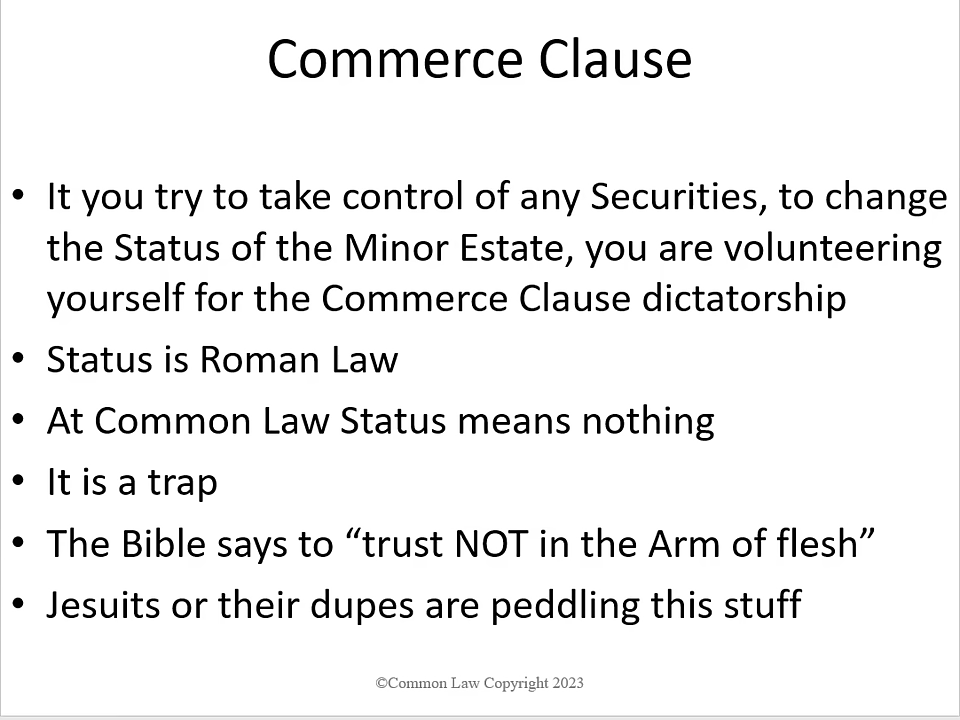 Commerce Clause
• It you try to take control of any Securities, to change
the Status of the Minor Estate, you are volunteering
yourself for the Commerce Clause dictatorship
• Status is Roman Law
• At Common Law Status means nothing
• It is a trap
• The Bible says to “trust NOT in the Arm of flesh”
• Jesuits or their dupes are peddling this stuff
©Common Law Copyright 2023